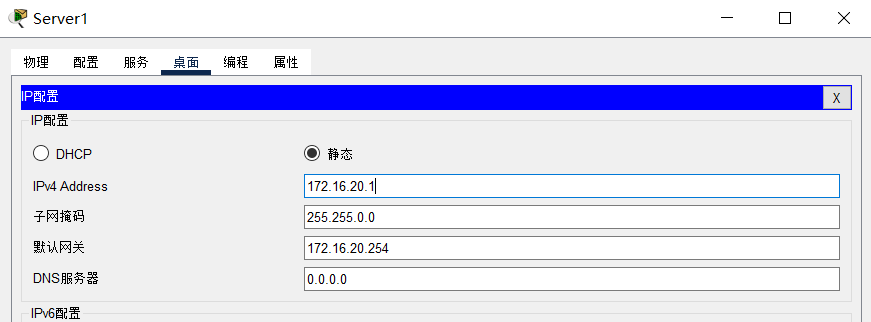 Server1
物理 配置 服务 桌面 编程 属性
IP配置 X
IP配置
DHCP 静态
IPv4 Address 172.16.20.1
子网掩码 255.255.0.0
默认网关 172.16.20.254
DNS服务器 0.0.0.0
IPv6配置